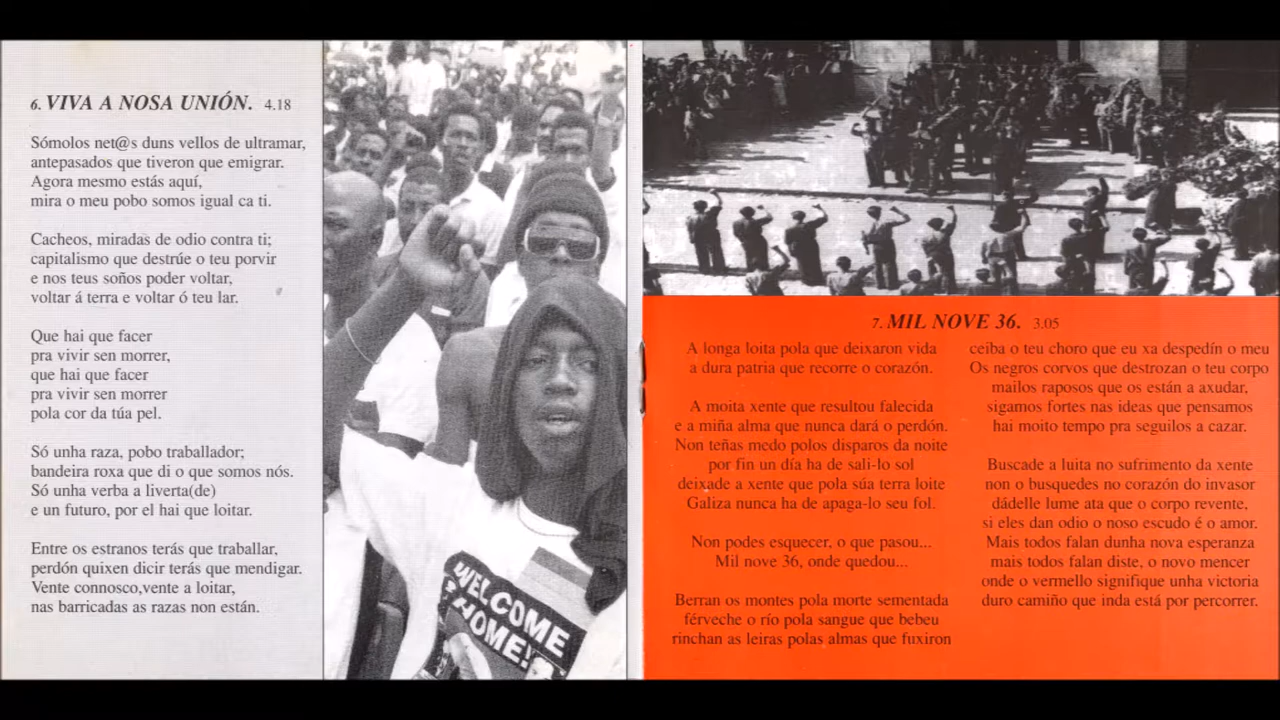 6. VIVA A NOSA UNIÓN. 4.18
Sómolos net@s duns vellos de ultramar,
antepasados que tiveron que emigrar.
Agora mesmo estás aquí,
mira o meu pobo somos igual ca ti.
Cacheos, miradas de odio contra ti;
capitalismo que destrúe o teu porvir
e nos teus soños poder voltar,
voltar á terra e voltar ó teu lar.
Que hai que facer
pra vivir sen morrer,
que hai que facer
pra vivir sen morrer
pola cor da túa pel.
Só unha raza, pobo traballador;
bandeira roxa que di o que somos nós.
Só unha verba a liverta(de)
e un futuro, por el hai que loitar.
Entre os estranos terás que traballar,
perdón quixen dicir terás que mendigar.
Vente connosco,vente a loitar,
nas barricadas as razas non están.
WELCOME
HOME!
7. MIL NOVE 36. 3.05
A longa loita pola que deixaron vida
a dura patria que recorre o corazón.
A moita xente que resultou falecida
e a miña alma que nunca dará o perdón.
Non teñas medo polos disparos da noite
por fin un día ha de sali-lo sol
deixade a xente que pola súa terra loite
Galiza nunca ha de apaga-lo seu fol.
Non podes esquecer, o que pasou...
Mil nove 36, onde quedou...
Berran os montes pola morte sementada
férveche o río pola sangue que bebeu
rinchan as leiras polas almas que fuxiron
ceiba o teu choro que eu xa despedín o meu
Os negros corvos que destrozan o teu corpo
mailos raposos que os están a axudar,
sigamos fortes nas ideas que pensamos
hai moito tempo pra seguilos a cazar.
Buscade a luita no sufrimento da xente
non o busquedes no corazón do invasor
dádelle lume ata que o corpo revente,
si eles dan odio o noso escudo é o amor.
Mais todos falan dunha nova esperanza
mais todos falan diste, o novo mencer
onde o vermello signifique unha victoria
duro camiño que inda está por percorrer.